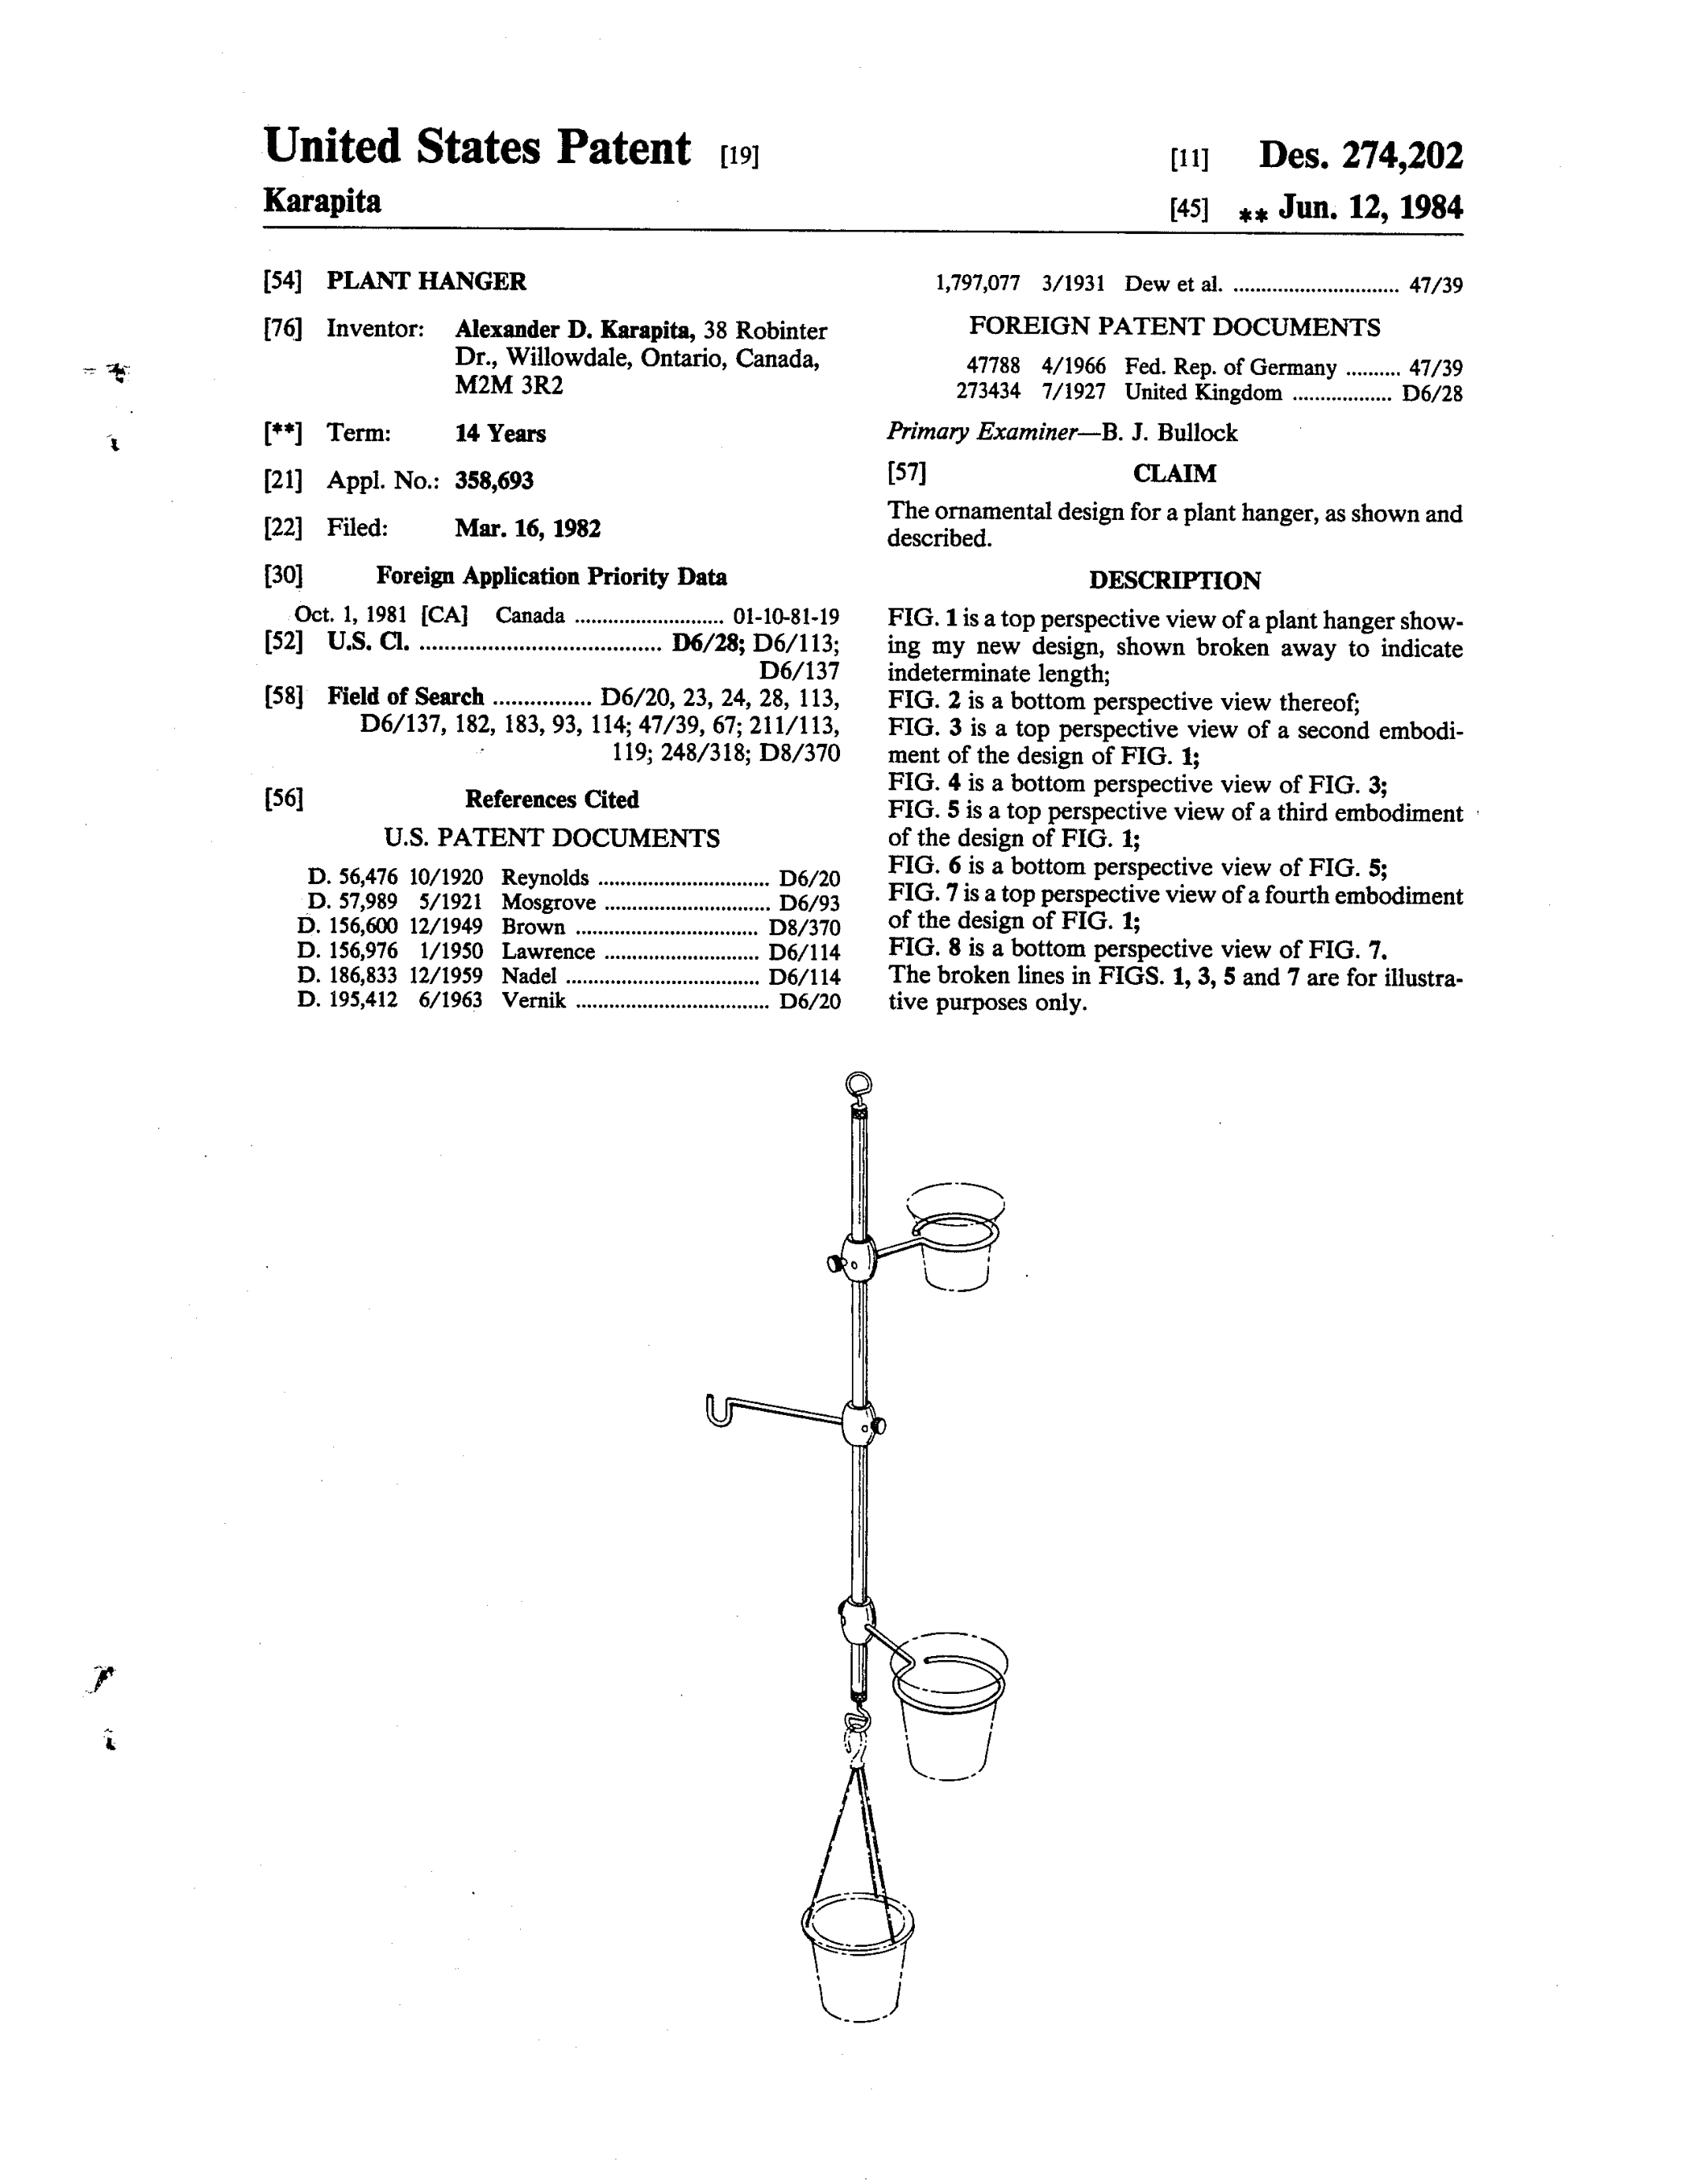 United States Patent [19]
Karapita
[11] Des. 274,202
[45] ** Jun. 12, 1984
[54] PLANT HANGER
[76] Inventor: Alexander D. Karapita, 38 Robinter
Dr., Willowdale, Ontario, Canada,
M2M 3R2
[**] Term: 14 Years
[21] Appl. No.: 358,693
[22] Filed: Mar. 16, 1982
[30] Foreign Application Priority Data
Oct. 1, 1981 [CA] Canada ........................... 01-10-81-19
[52] U.S. Cl. ...................................... D6/28; D6/113;
D6/137
[58] Field of Search ................ D6/20, 23, 24, 28, 113,
D6/137, 182, 183, 93, 114; 47/39, 67; 211/113,
119; 248/318; D8/370
[56] References Cited
U.S. PATENT DOCUMENTS
D. 56,476 10/1920 Reynolds ............................... D6/20
D. 57,989 5/1921 Mosgrove .............................. D6/93
D. 156,600 12/1949 Brown ................................. D8/370
D. 156,976 1/1950 Lawrence ............................ D6/114
D. 186,833 12/1959 Nadel ................................... D6/114
D. 195,412 6/1963 Vernik ................................... D6/20
1,797,077 3/1931 Dew et al. .............................. 47/39
FOREIGN PATENT DOCUMENTS
47788 4/1966 Fed. Rep. of Germany .......... 47/39
273434 7/1927 United Kingdom .................. D6/28
Primary Examiner—B. J. Bullock
[57] CLAIM
The ornamental design for a plant hanger, as shown and
described.
DESCRIPTION
FIG. 1 is a top perspective view of a plant hanger show-
ing my new design, shown broken away to indicate
indeterminate length;
FIG. 2 is a bottom perspective view thereof;
FIG. 3 is a top perspective view of a second embodi-
ment of the design of FIG. 1;
FIG. 4 is a bottom perspective view of FIG. 3;
FIG. 5 is a top perspective view of a third embodiment
of the design of FIG. 1;
FIG. 6 is a bottom perspective view of FIG. 5;
FIG. 7 is a top perspective view of a fourth embodiment
of the design of FIG. 1;
FIG. 8 is a bottom perspective view of FIG. 7.
The broken lines in FIGS. 1, 3, 5 and 7 are for illustra-
tive purposes only.